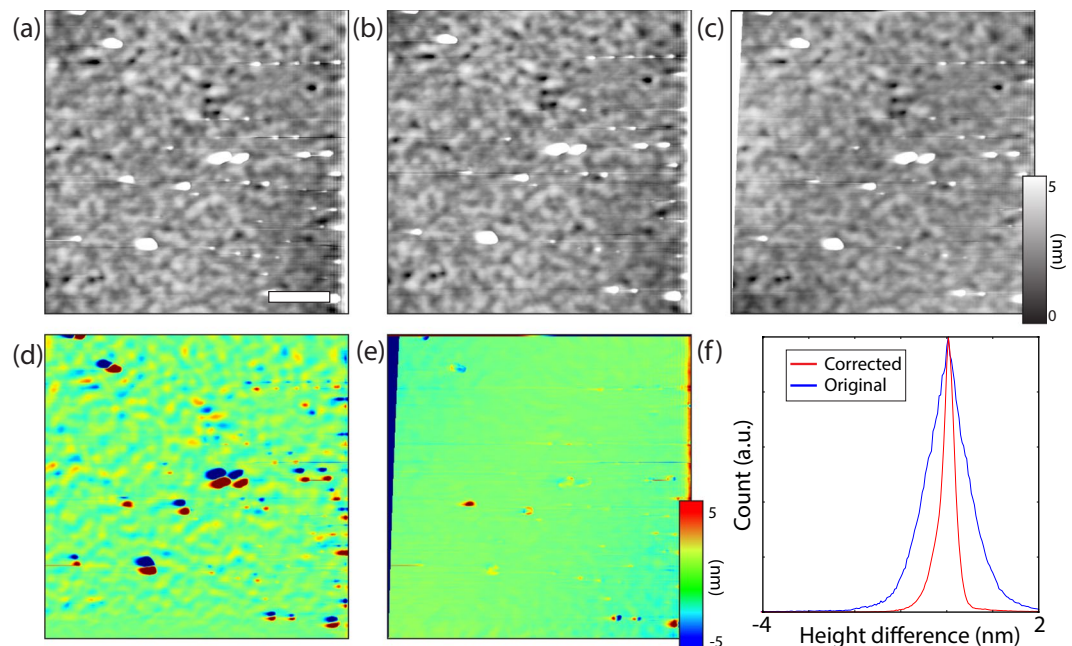 (a)
(b)
(c)
5
(nm)
0
(d)
(e)
(f)
5
(nm)
-5
Corrected
Original
Count (a.u.)
-4
2
Height difference (nm)